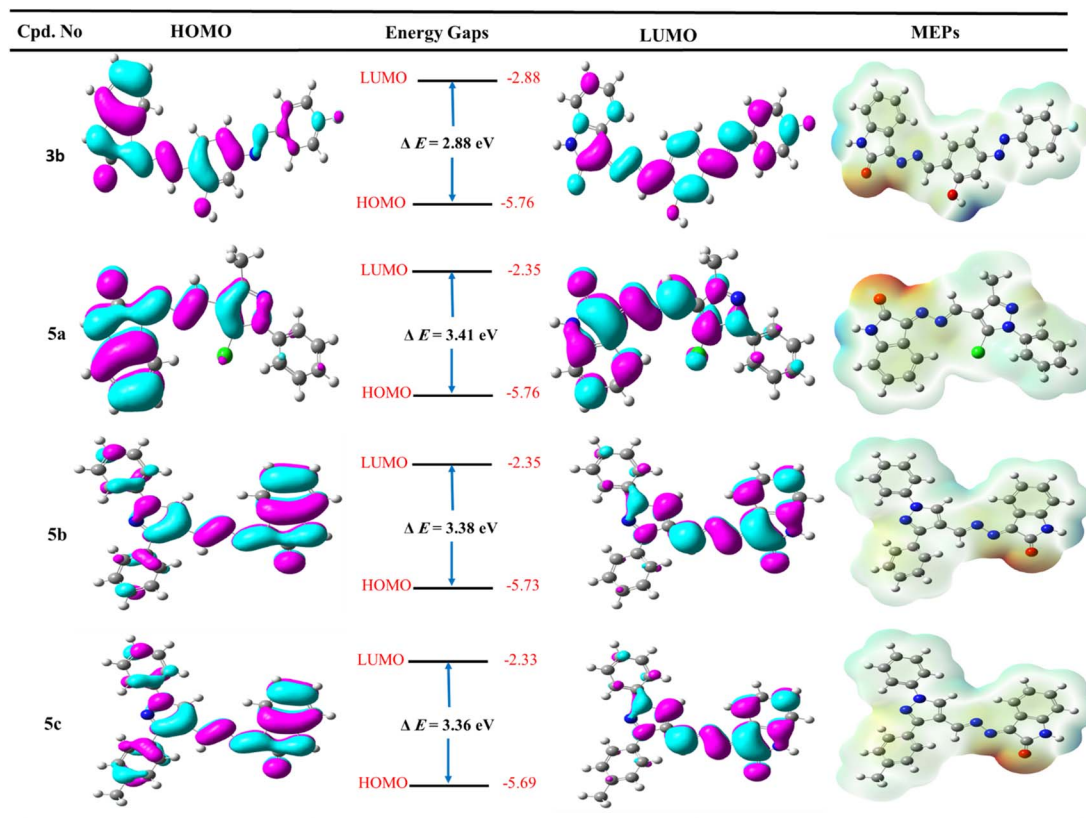 Cpd. No HOMO Energy Gaps LUMO MEPs
LUMO -2.88
3b Δ E = 2.88 eV
HOMO -5.76
LUMO -2.35
5a Δ E = 3.41 eV
HOMO -5.76
LUMO -2.35
5b Δ E = 3.38 eV
HOMO -5.73
LUMO -2.33
5c Δ E = 3.36 eV
HOMO -5.69